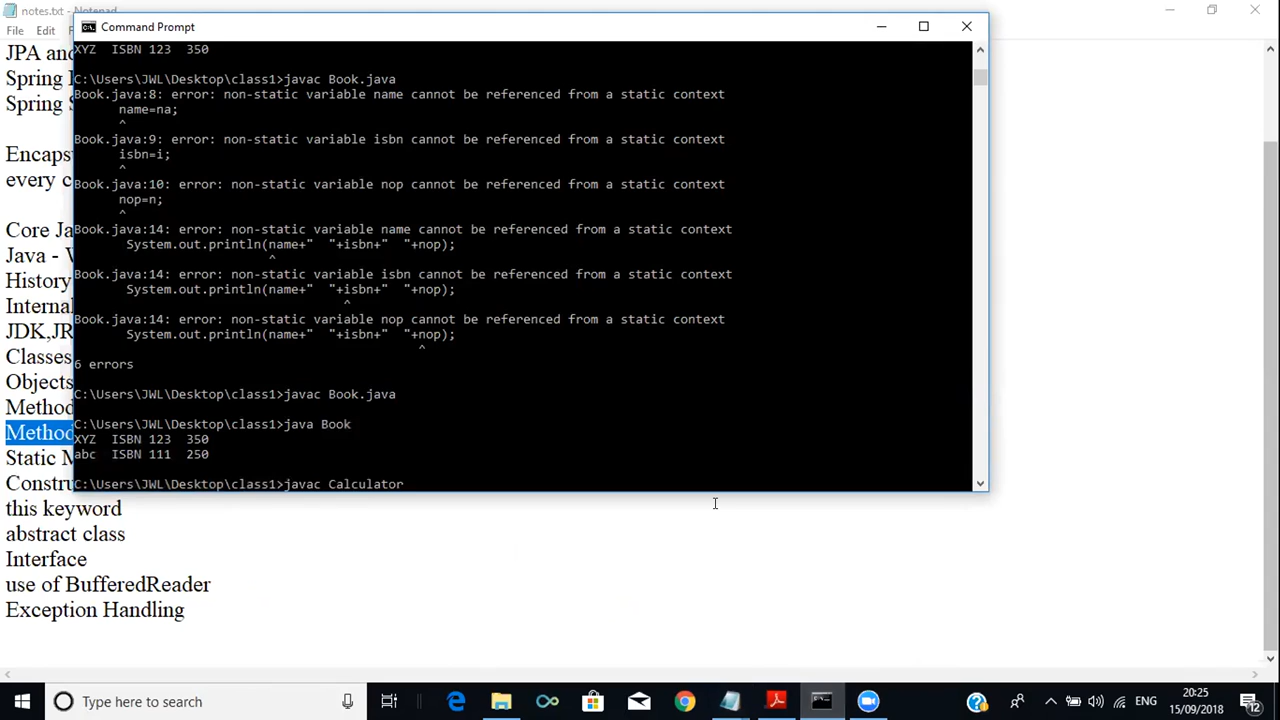 notes.txt - Notepad
File Edit
Command Prompt
JPA and
Spring
Spring S
Encaps
every c
Core Ja
Java -
History
Internal
JDK,JR
Classes
Objects
Method
Method
Static M
Constru
this keyword
abstract class
Interface
use of BufferedReader
Exception Handling
XYZ  ISBN 123  350
C:\Users\JWL\Desktop\class1>javac Book.java
Book.java:8: error: non-static variable name cannot be referenced from a static context
name=na;
^
Book.java:9: error: non-static variable isbn cannot be referenced from a static context
isbn=i;
^
Book.java:10: error: non-static variable nop cannot be referenced from a static context
nop=n;
^
Book.java:14: error: non-static variable name cannot be referenced from a static context
System.out.println(name+"  "+isbn+"  "+nop);
^
Book.java:14: error: non-static variable isbn cannot be referenced from a static context
System.out.println(name+"  "+isbn+"  "+nop);
^
Book.java:14: error: non-static variable nop cannot be referenced from a static context
System.out.println(name+"  "+isbn+"  "+nop);
^
6 errors
C:\Users\JWL\Desktop\class1>javac Book.java
C:\Users\JWL\Desktop\class1>java Book
XYZ  ISBN 123  350
abc  ISBN 111  250
C:\Users\JWL\Desktop\class1>javac Calculator
Type here to search
ENG
20:25
15/09/2018
12